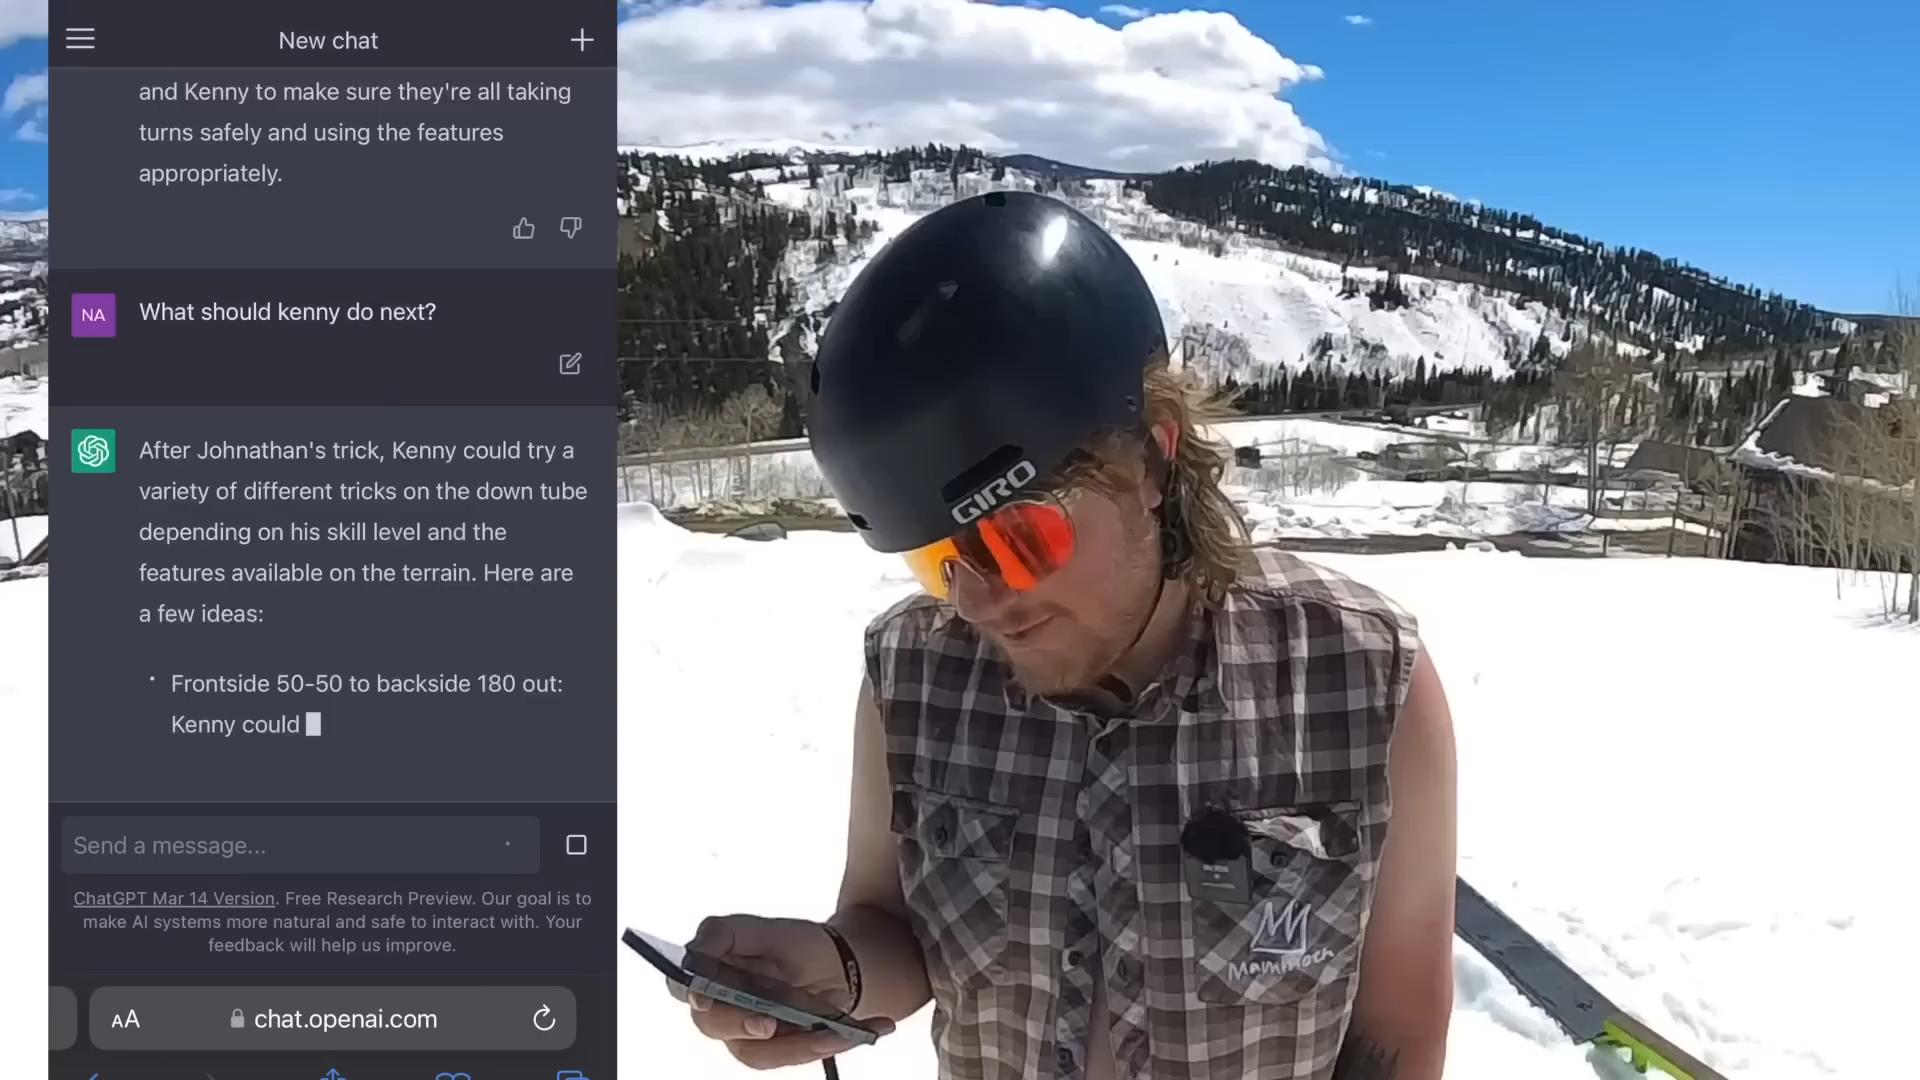 New chat
and Kenny to make sure they're all taking
turns safely and using the features
appropriately.
NA
What should kenny do next?
After Johnathan's trick, Kenny could try a
variety of different tricks on the down tube
depending on his skill level and the
features available on the terrain. Here are
a few ideas:
• Frontside 50-50 to backside 180 out:
Kenny could
Send a message...
ChatGPT Mar 14 Version. Free Research Preview. Our goal is to
make AI systems more natural and safe to interact with. Your
feedback will help us improve.
AA
chat.openai.com
GIRO
Mammoth